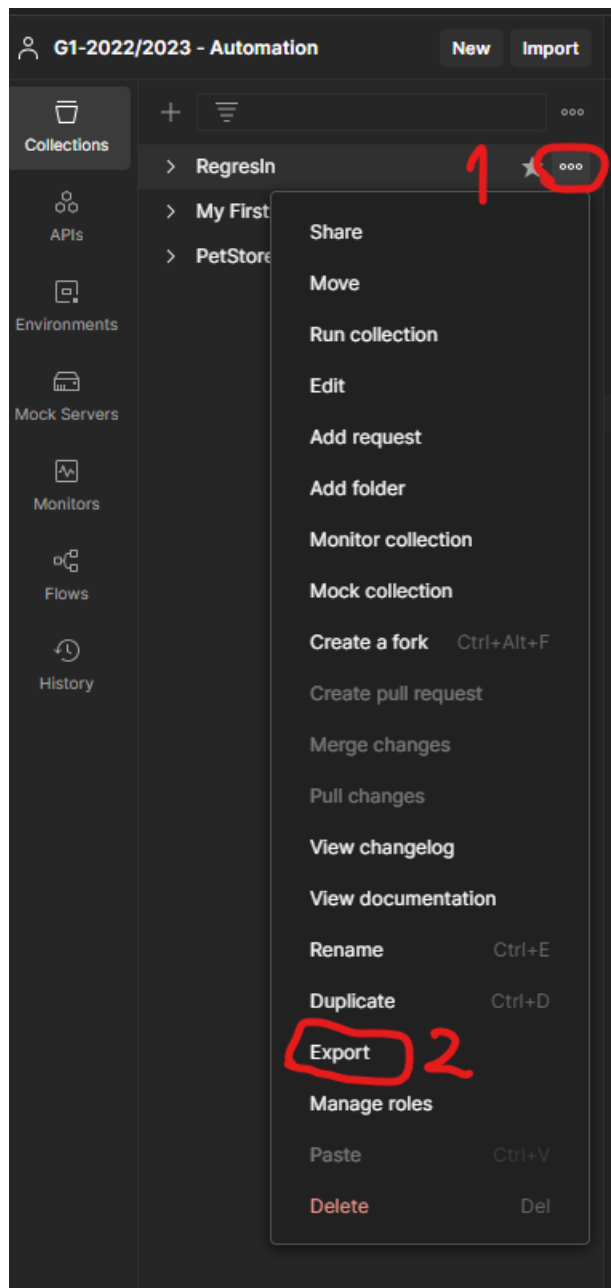 G1-2022/2023 - Automation New Import
Collections
APIs
Environments
Mock Servers
Monitors
Flows
History
RegresIn 1
My First
PetStore
Share
Move
Run collection
Edit
Add request
Add folder
Monitor collection
Mock collection
Create a fork Ctrl+Alt+F
Create pull request
Merge changes
Pull changes
View changelog
View documentation
Rename Ctrl+E
Duplicate Ctrl+D
Export 2
Manage roles
Paste Ctrl+V
Delete Del